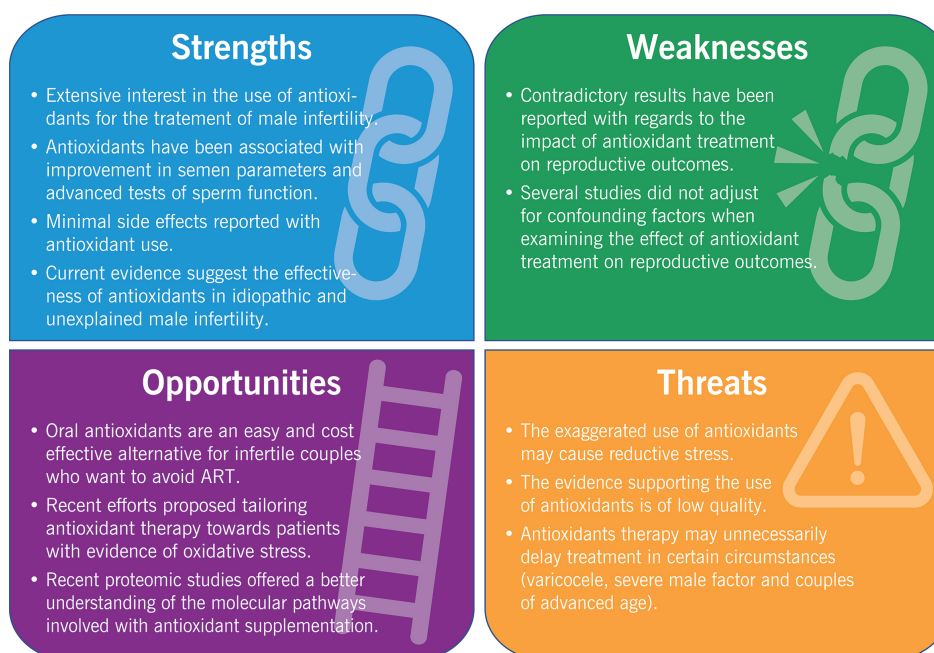 Strengths
• Extensive interest in the use of antioxi-
dants for the tratement of male infertility.
• Antioxidants have been associated with
improvement in semen parameters and
advanced tests of sperm function.
• Minimal side effects reported with
antioxidant use.
• Current evidence suggest the effective-
ness of antioxidants in idiopathic and
unexplained male infertility.
Weaknesses
• Contradictory results have been
reported with regards to the
impact of antioxidant treatment
on reproductive outcomes.
• Several studies did not adjust
for confounding factors when
examining the effect of antioxidant
treatment on reproductive outcomes.
Opportunities
• Oral antioxidants are an easy and cost
effective alternative for infertile couples
who want to avoid ART.
• Recent efforts proposed tailoring
antioxidant therapy towards patients
with evidence of oxidative stress.
• Recent proteomic studies offered a better
understanding of the molecular pathways
involved with antioxidant supplementation.
Threats
• The exaggerated use of antioxidants
may cause reductive stress.
• The evidence supporting the use
of antioxidants is of low quality.
• Antioxidants therapy may unnecessarily
delay treatment in certain circumstances
(varicocele, severe male factor and couples
of advanced age).